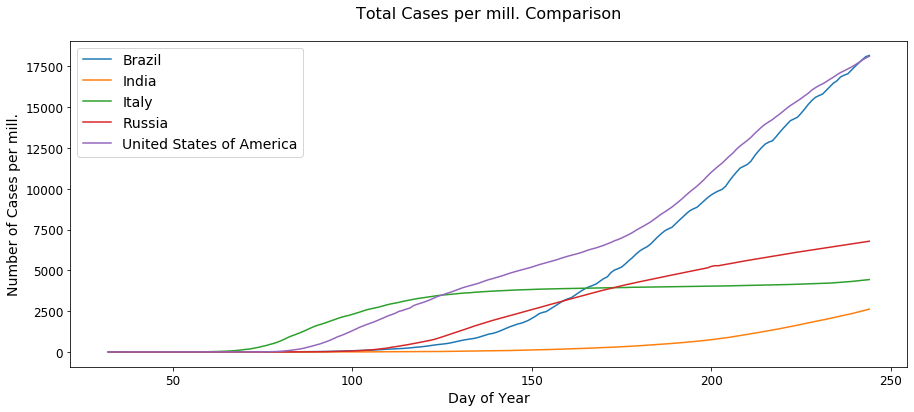 Total Cases per mill. Comparison
Brazil
India
Italy
Russia
United States of America
Number of Cases per mill.
17500
15000
12500
10000
7500
5000
2500
0
50
100
150
200
250
Day of Year